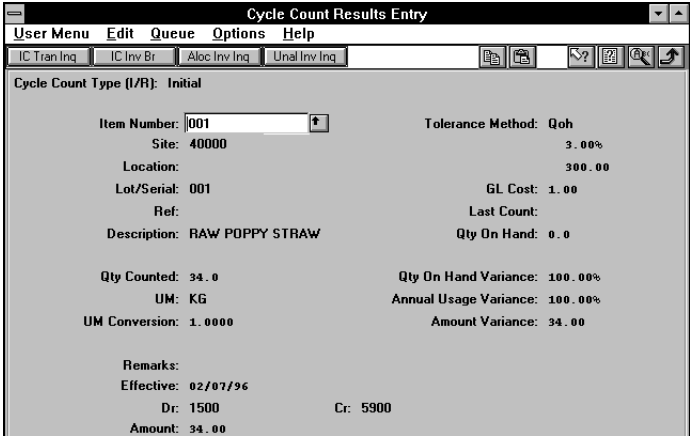 Cycle Count Results Entry
User Menu Edit Queue Options Help
IC Tran Inq IC Inv Br Aloc Inv Inq Unal Inv Inq
Cycle Count Type (I/R): Initial
Item Number: 001 Tolerance Method: Qoh
Site: 40000 3.00%
Location: 300.00
Lot/Serial: 001 GL Cost: 1.00
Ref: Last Count:
Description: RAW POPPY STRAW Qty On Hand: 0.0
Qty Counted: 34.0 Qty On Hand Variance: 100.00%
UM: KG Annual Usage Variance: 100.00%
UM Conversion: 1.0000 Amount Variance: 34.00
Remarks:
Effective: 02/07/96
Dr: 1500 Cr: 5900
Amount: 34.00